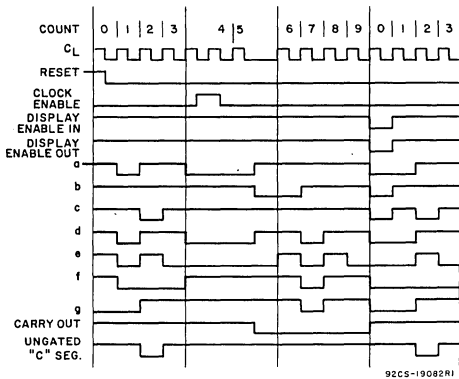 COUNT 0 1 2 3 4 5 6 7 8 9 0 1 2 3
CL
RESET
CLOCK
ENABLE
DISPLAY
ENABLE IN
DISPLAY
ENABLE OUT
a
b
c
d
e
f
g
CARRY OUT
UNGATED
"C" SEG.
92CS-19082R1